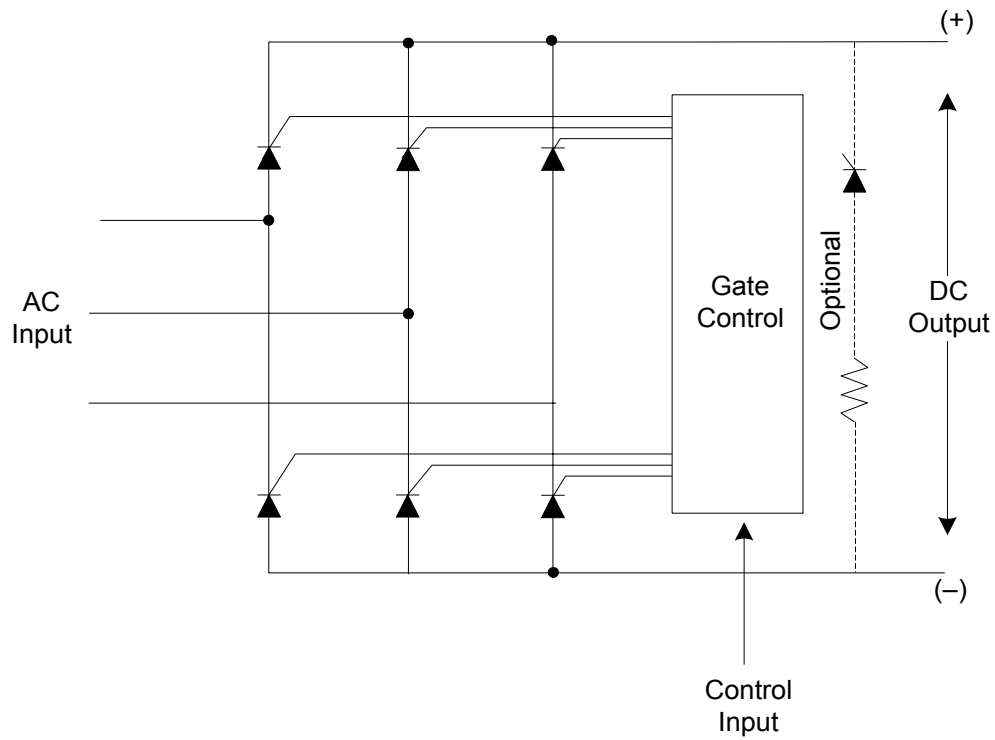 (+)
AC
Input
Gate
Control
Optional
DC
Output
(–)
Control
Input